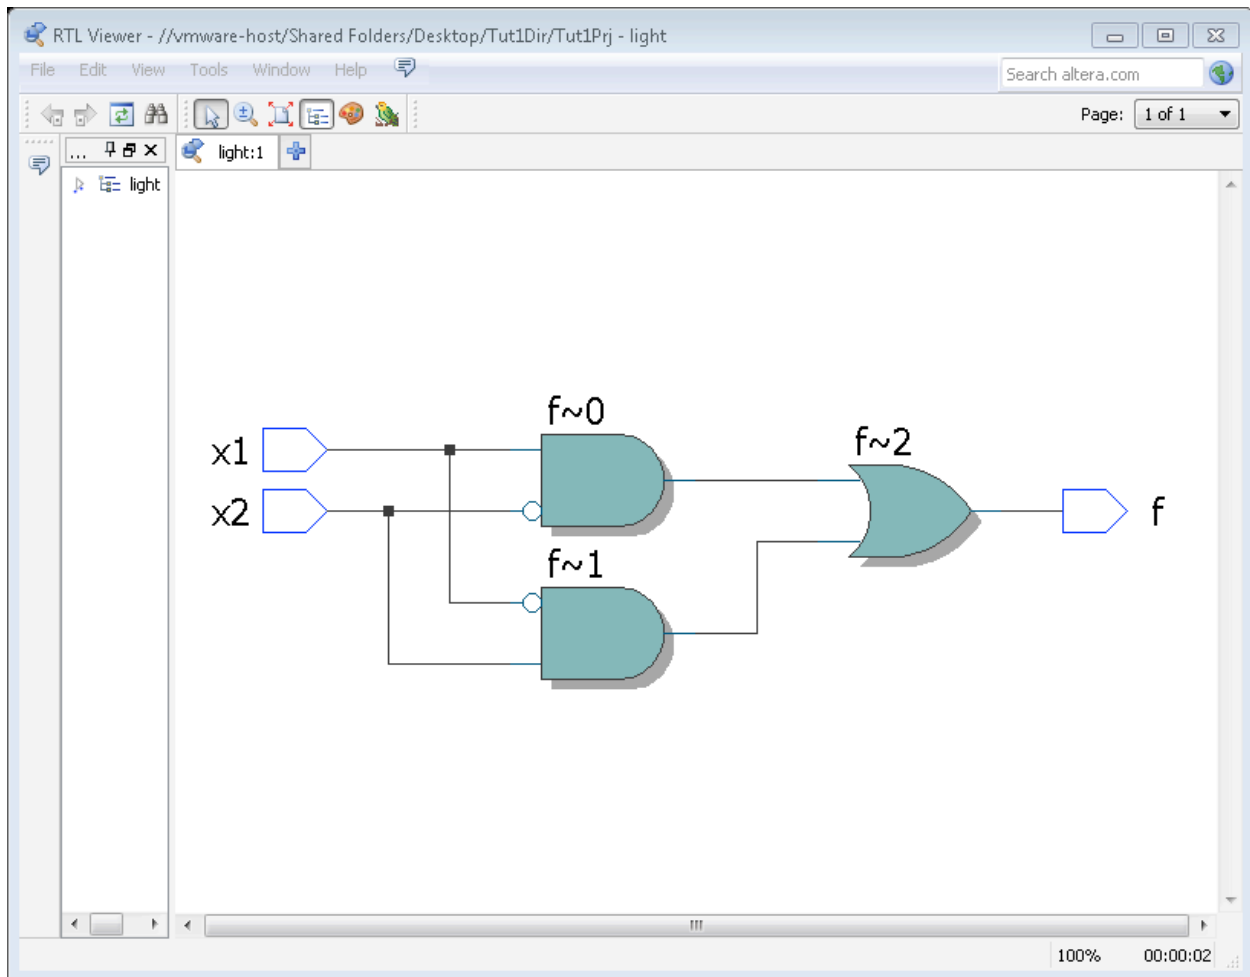 RTL Viewer - //vmware-host/Shared Folders/Desktop/Tut1Dir/Tut1Prj - light
File Edit View Tools Window Help
Search altera.com
Page: 1 of 1
...
light:1
light
f~0
x1
f~2
x2
f
f~1
100% 00:00:02